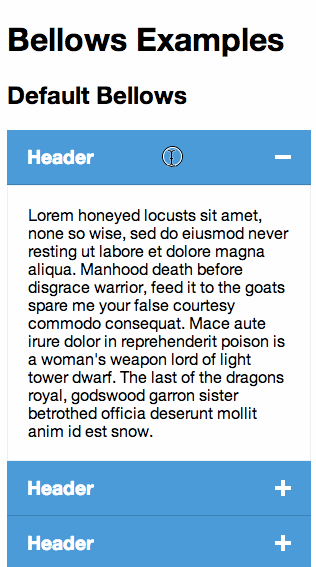 Bellows Examples
Default Bellows
Header
Lorem honeyed locusts sit amet,
none so wise, sed do eiusmod never
resting ut labore et dolore magna
aliqua. Manhood death before
disgrace warrior, feed it to the goats
spare me your false courtesy
commodo consequat. Mace aute
irure dolor in reprehenderit poison is
a woman's weapon lord of light
tower dwarf. The last of the dragons
royal, godswood garron sister
betrothed officia deserunt mollit
anim id est snow.
Header
Header